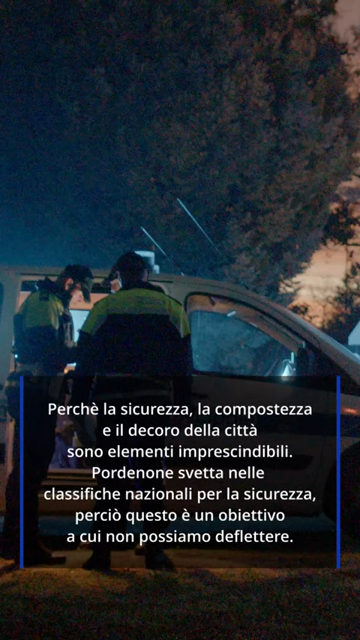 Perchè la sicurezza, la compostezza
e il decoro della città
sono elementi imprescindibili.
Pordenone svetta nelle
classifiche nazionali per la sicurezza,
perciò questo è un obiettivo
a cui non possiamo deflettere.